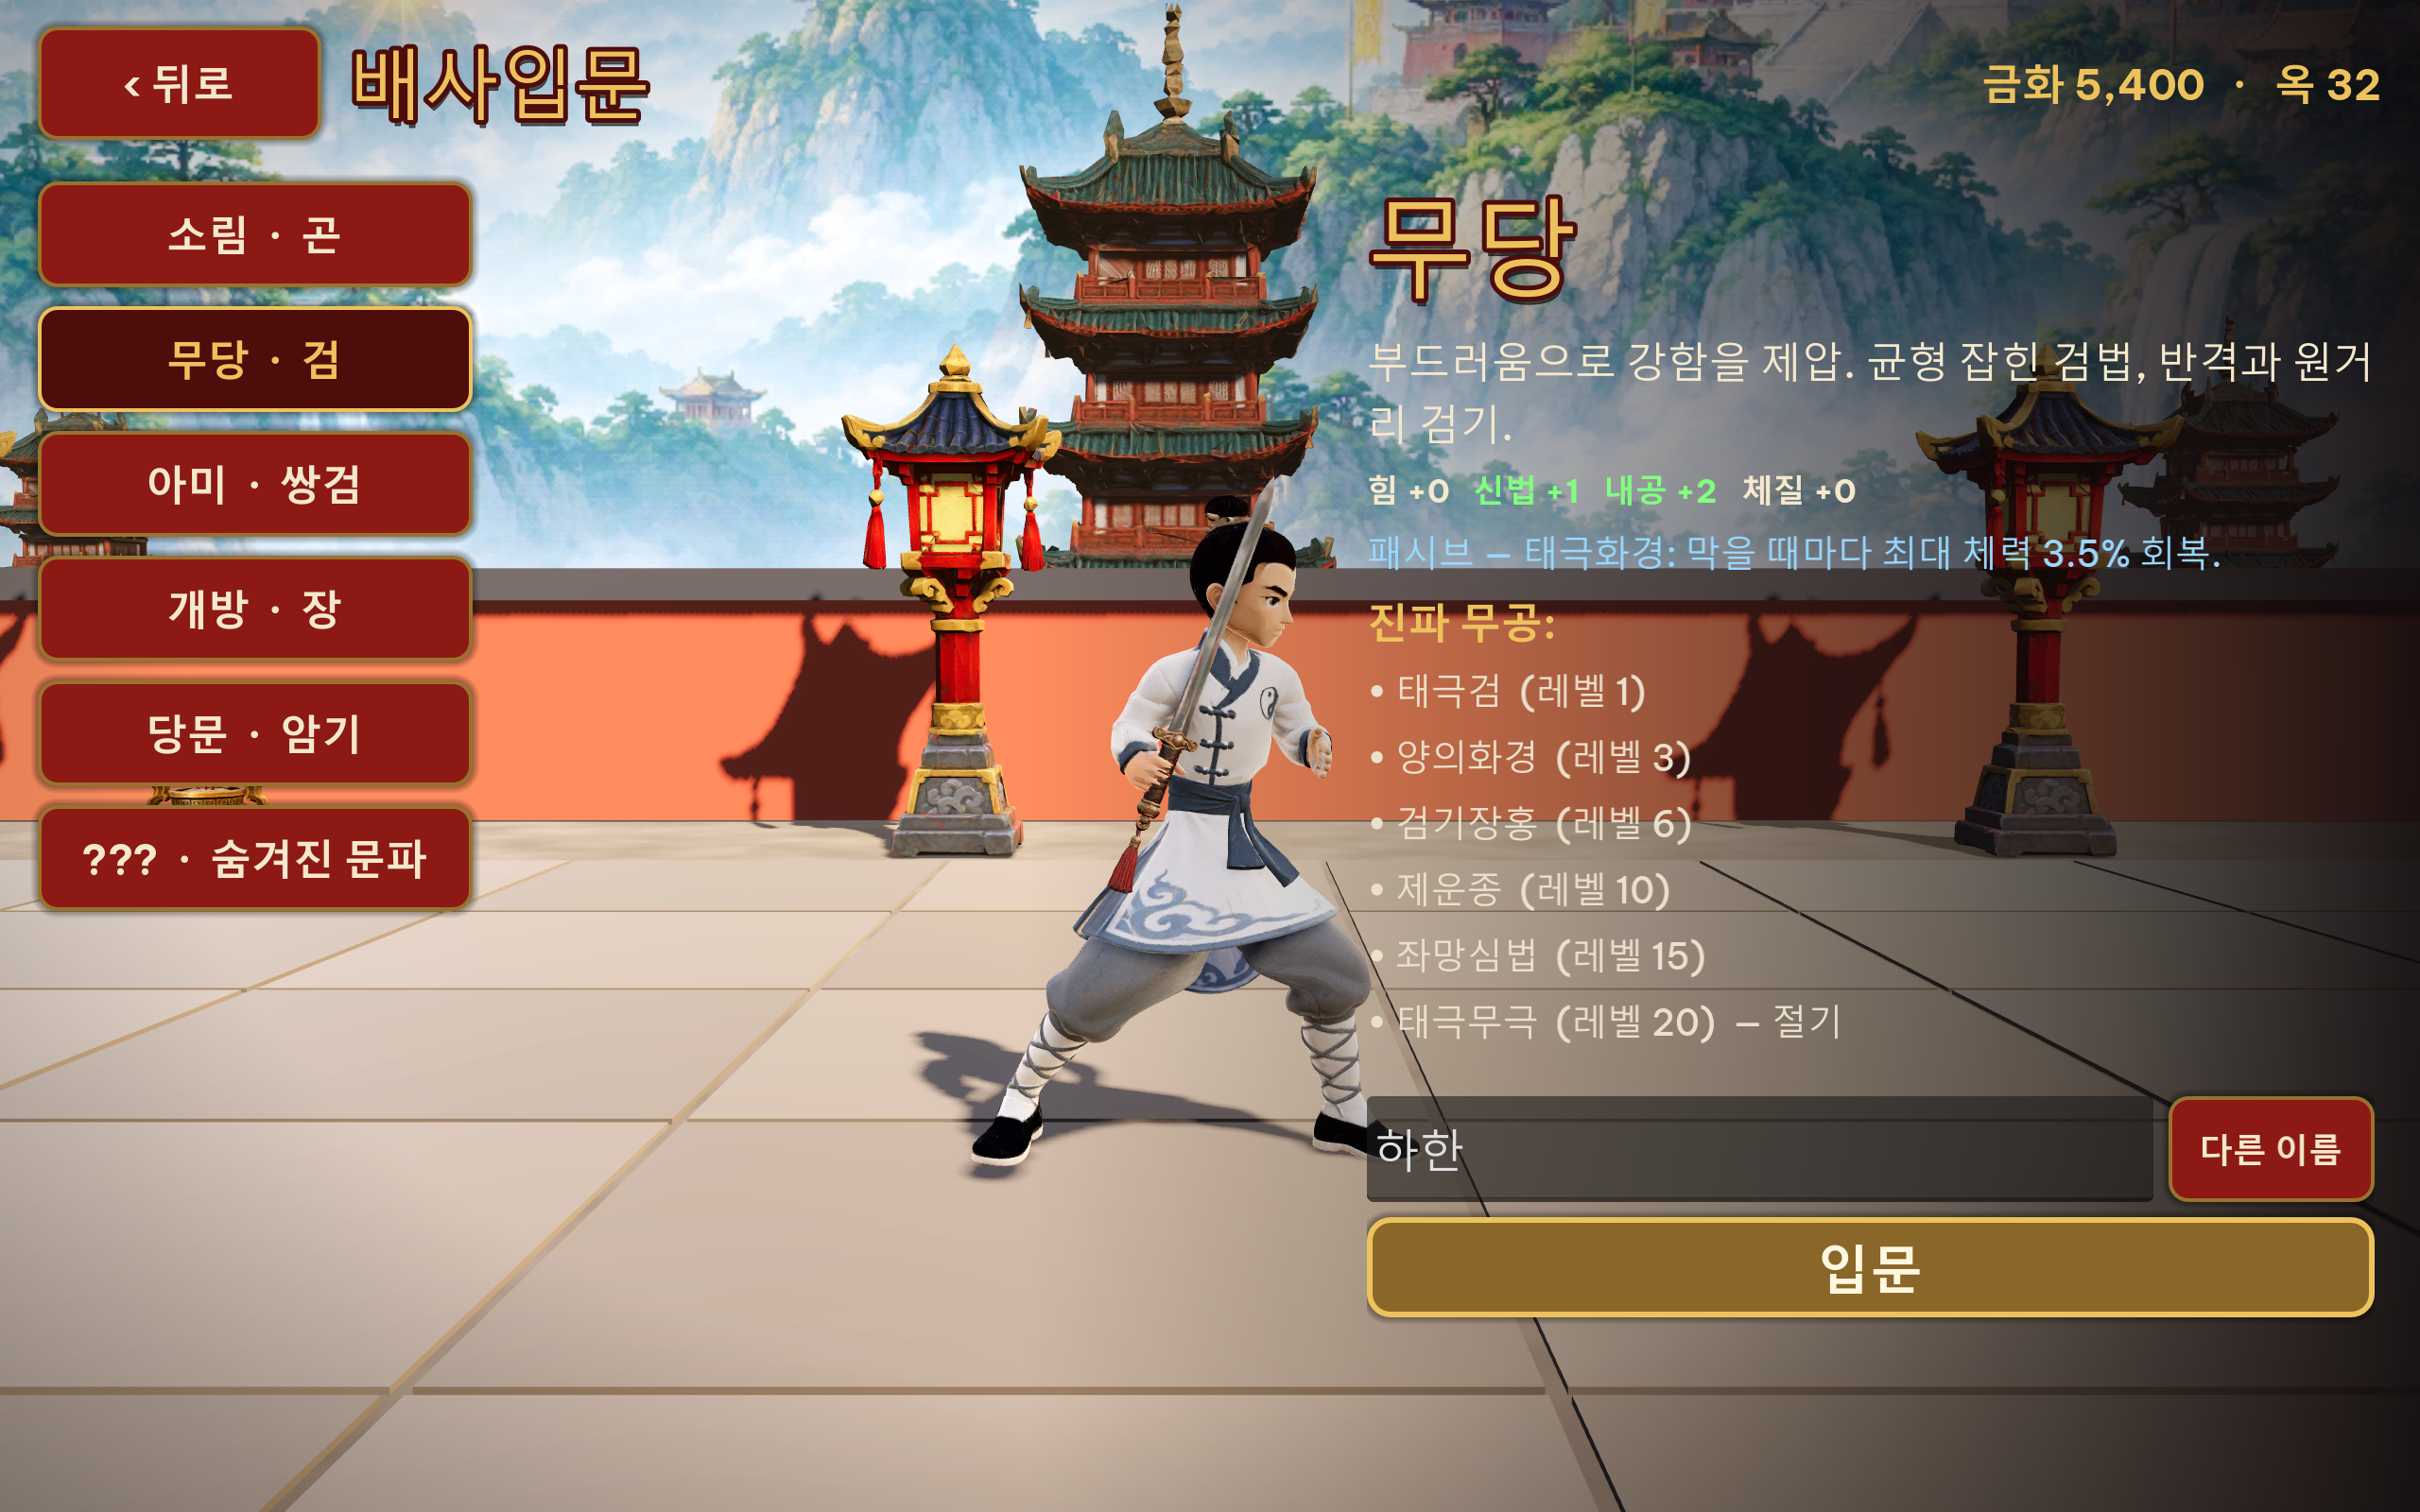 ‹ 뒤로
배사입문
금화 5,400 · 옥 32
소림 · 곤
무당 · 검
아미 · 쌍검
개방 · 장
당문 · 암기
??? · 숨겨진 문파
무당
부드러움으로 강함을 제압. 균형 잡힌 검법, 반격과 원거
리 검기.
힘 +0 신법 +1 내공 +2 체질 +0
패시브 – 태극화경: 막을 때마다 최대 체력 3.5% 회복.
진파 무공:
• 태극검 (레벨 1)
• 양의화경 (레벨 3)
• 검기장홍 (레벨 6)
• 제운종 (레벨 10)
• 좌망심법 (레벨 15)
• 태극무극 (레벨 20) – 절기
하한
다른 이름
입문